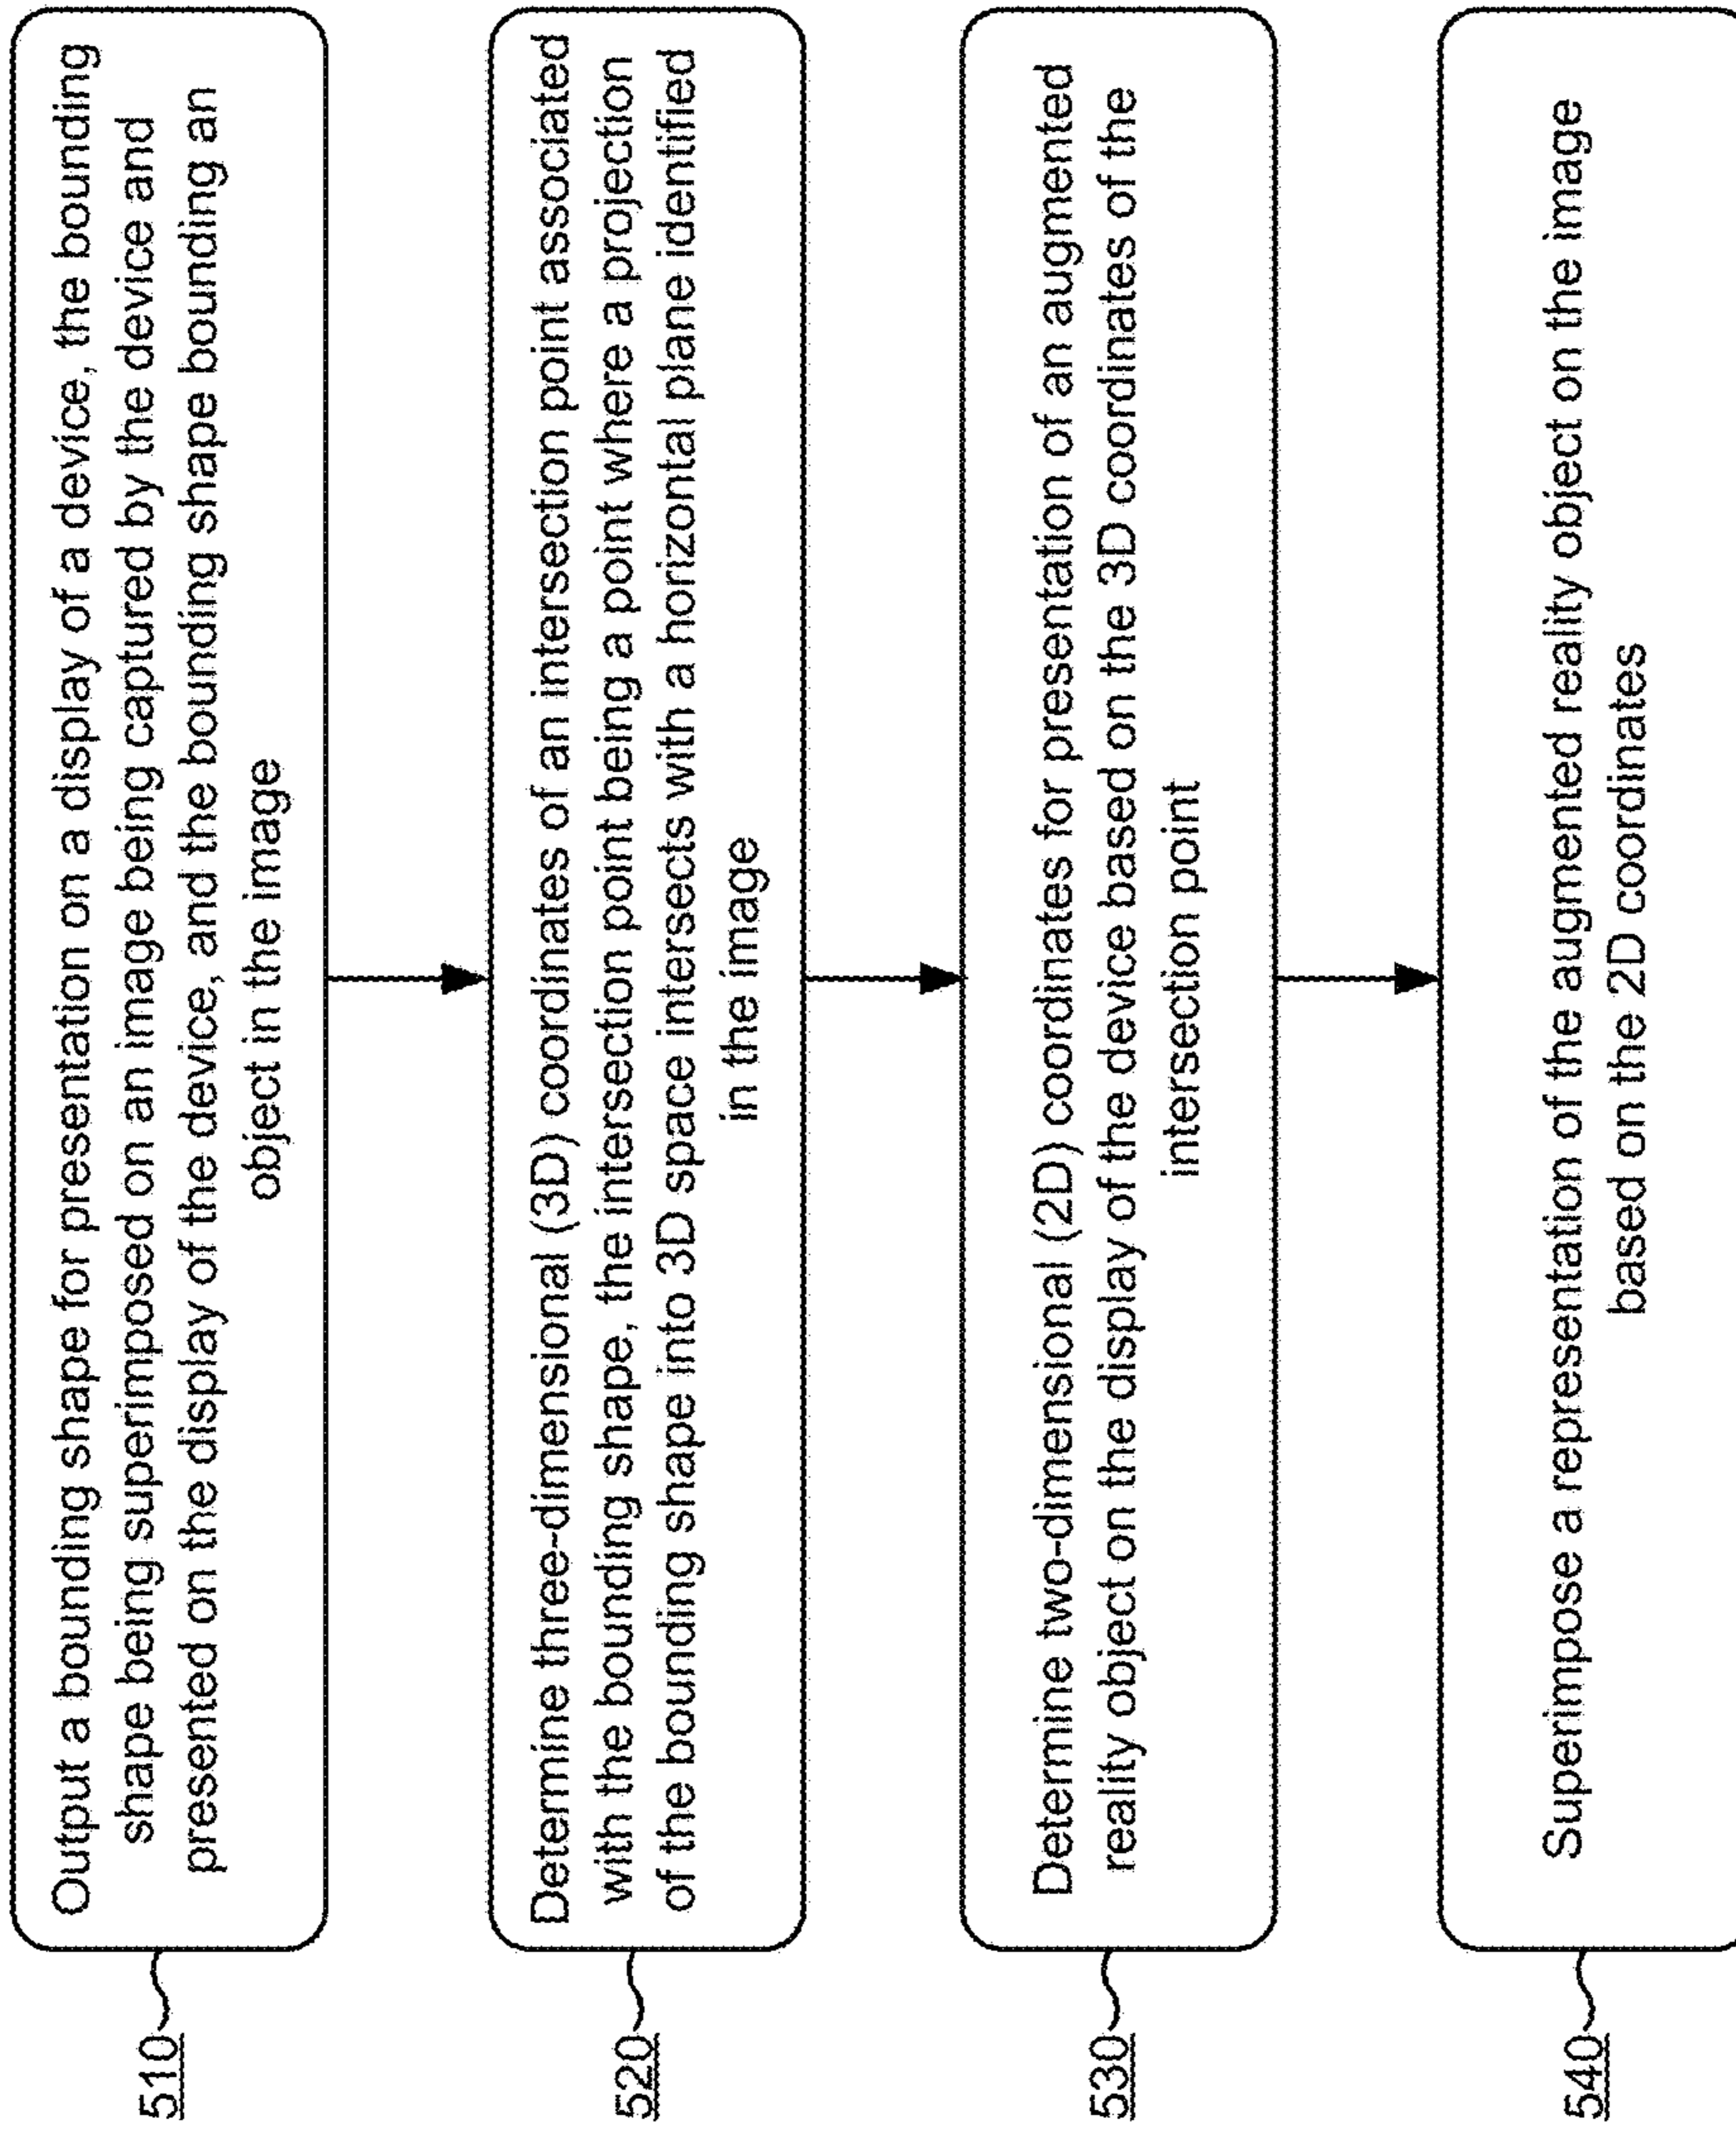 510
Output a bounding shape for presentation on a display of a device, the bounding
shape being superimposed on an image being captured by the device and
presented on the display of the device, and the bounding shape bounding an
object in the image
520
Determine three-dimensional (3D) coordinates of an intersection point associated
with the bounding shape, the intersection point being a point where a projection
of the bounding shape into 3D space intersects with a horizontal plane identified
in the image
530
Determine two-dimensional (2D) coordinates for presentation of an augmented
reality object on the display of the device based on the 3D coordinates of the
intersection point
540
Superimpose a representation of the augmented reality object on the image
based on the 2D coordinates